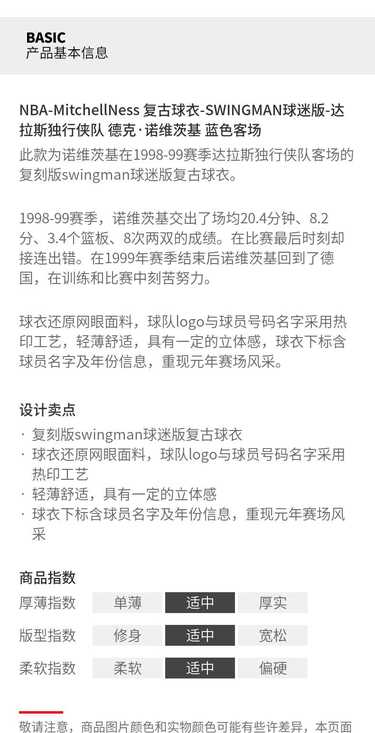 BASIC
产品基本信息
NBA-MitchellNess 复古球衣-SWINGMAN球迷版-达
拉斯独行侠队 德克·诺维茨基 蓝色客场
此款为诺维茨基在1998-99赛季达拉斯独行侠队客场的
复刻版swingman球迷版复古球衣。
1998-99赛季，诺维茨基交出了场均20.4分钟、8.2
分、3.4个篮板、8次两双的成绩。在比赛最后时刻却
接连出错。在1999年赛季结束后诺维茨基回到了德
国，在训练和比赛中刻苦努力。
球衣还原网眼面料，球队logo与球员号码名字采用热
印工艺，轻薄舒适，具有一定的立体感，球衣下标含
球员名字及年份信息，重现元年赛场风采。
设计卖点
· 复刻版swingman球迷版复古球衣
· 球衣还原网眼面料，球队logo与球员号码名字采用
热印工艺
· 轻薄舒适，具有一定的立体感
· 球衣下标含球员名字及年份信息，重现元年赛场风
采
商品指数
厚薄指数 单薄 适中 厚实
版型指数 修身 适中 宽松
柔软指数 柔软 适中 偏硬
敬请注意，商品图片颜色和实物颜色可能有些许差异，本页面